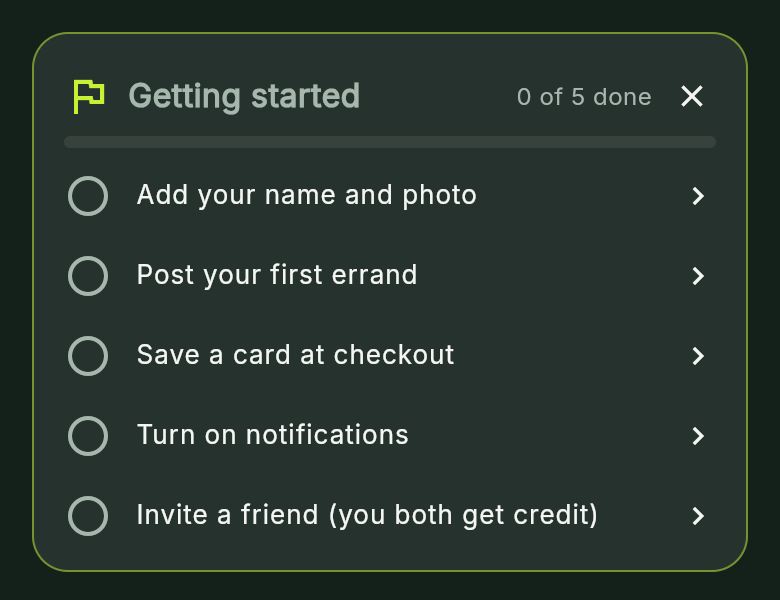 Getting started 0 of 5 done
Add your name and photo
Post your first errand
Save a card at checkout
Turn on notifications
Invite a friend (you both get credit)